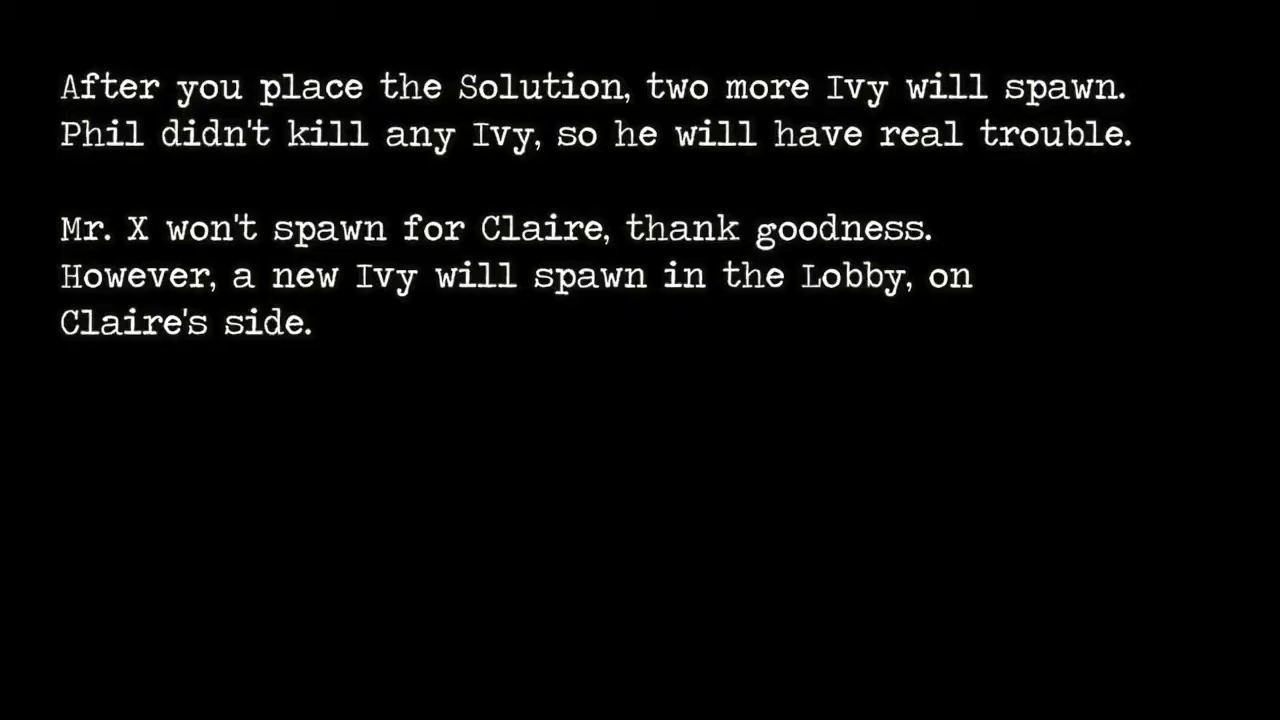 After you place the Solution, two more Ivy will spawn.
Phil didn't kill any Ivy, so he will have real trouble.
Mr. X won't spawn for Claire, thank goodness.
However, a new Ivy will spawn in the Lobby, on
Claire's side.